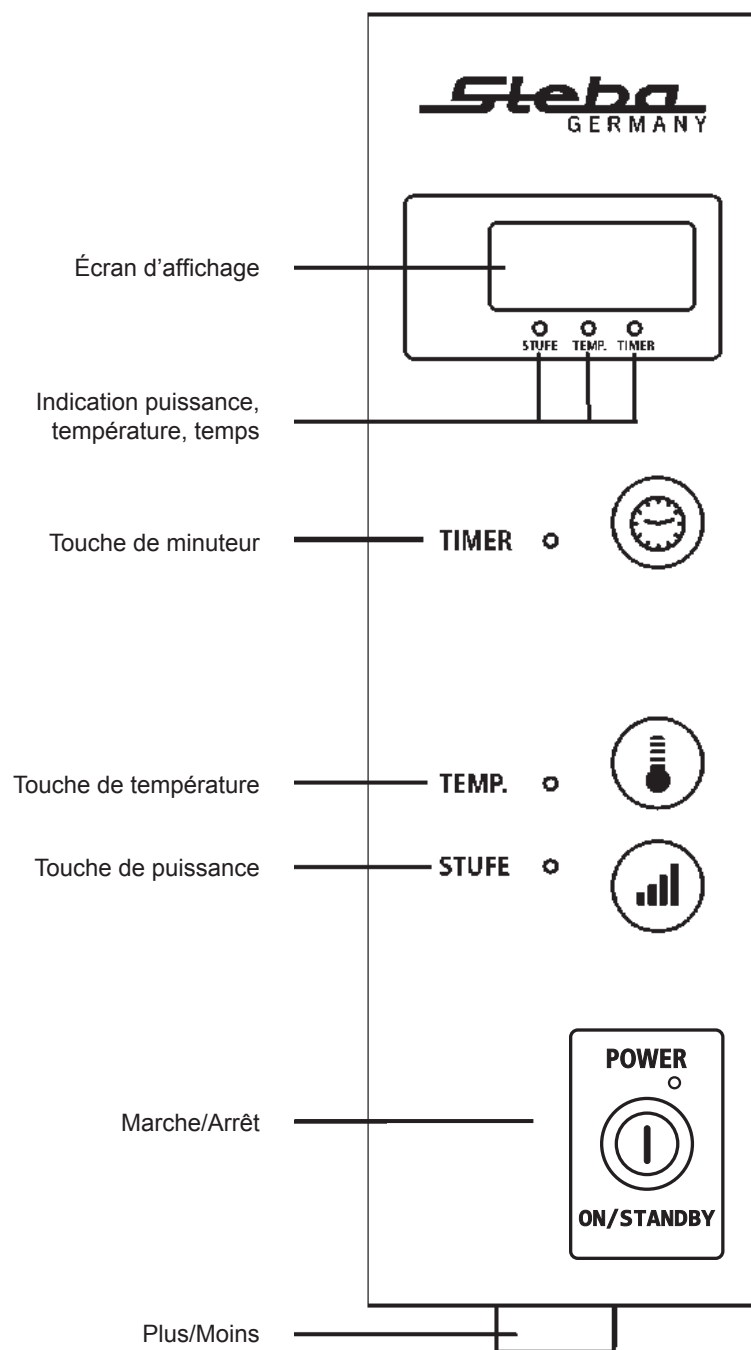 Steba
GERMANY
Écran d’affichage
STUFE TEMP. TIMER
Indication puissance,
température, temps
Touche de minuteur
TIMER
Touche de température
TEMP.
Touche de puissance
STUFE
POWER
Marche/Arrêt
ON/STANDBY
Plus/Moins